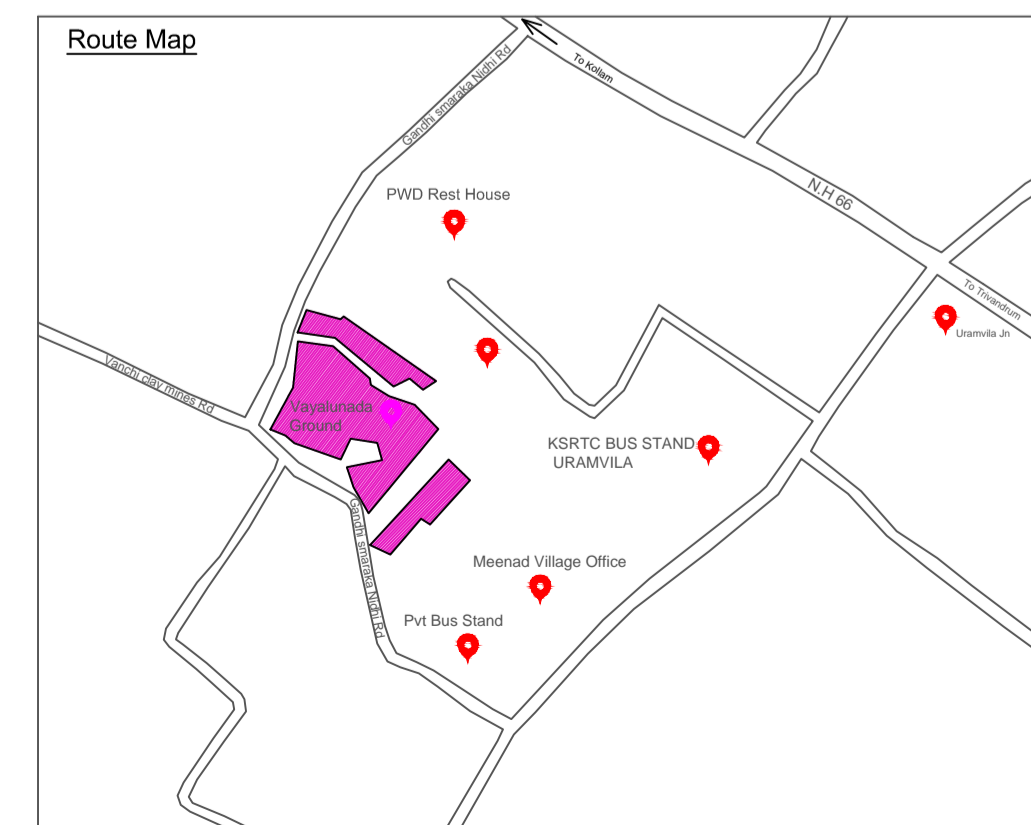 Route Map
To Kollam
Gandhi smaraka Nidhi Rd
N.H 66
PWD Rest House
To Trivandrum
Uramvila Jn
Vanchi clay mines Rd
Vayalunada
Ground
KSRTC BUS STAND
URAMVILA
Gandhi smaraka Nidhi Rd
Meenad Village Office
Pvt Bus Stand